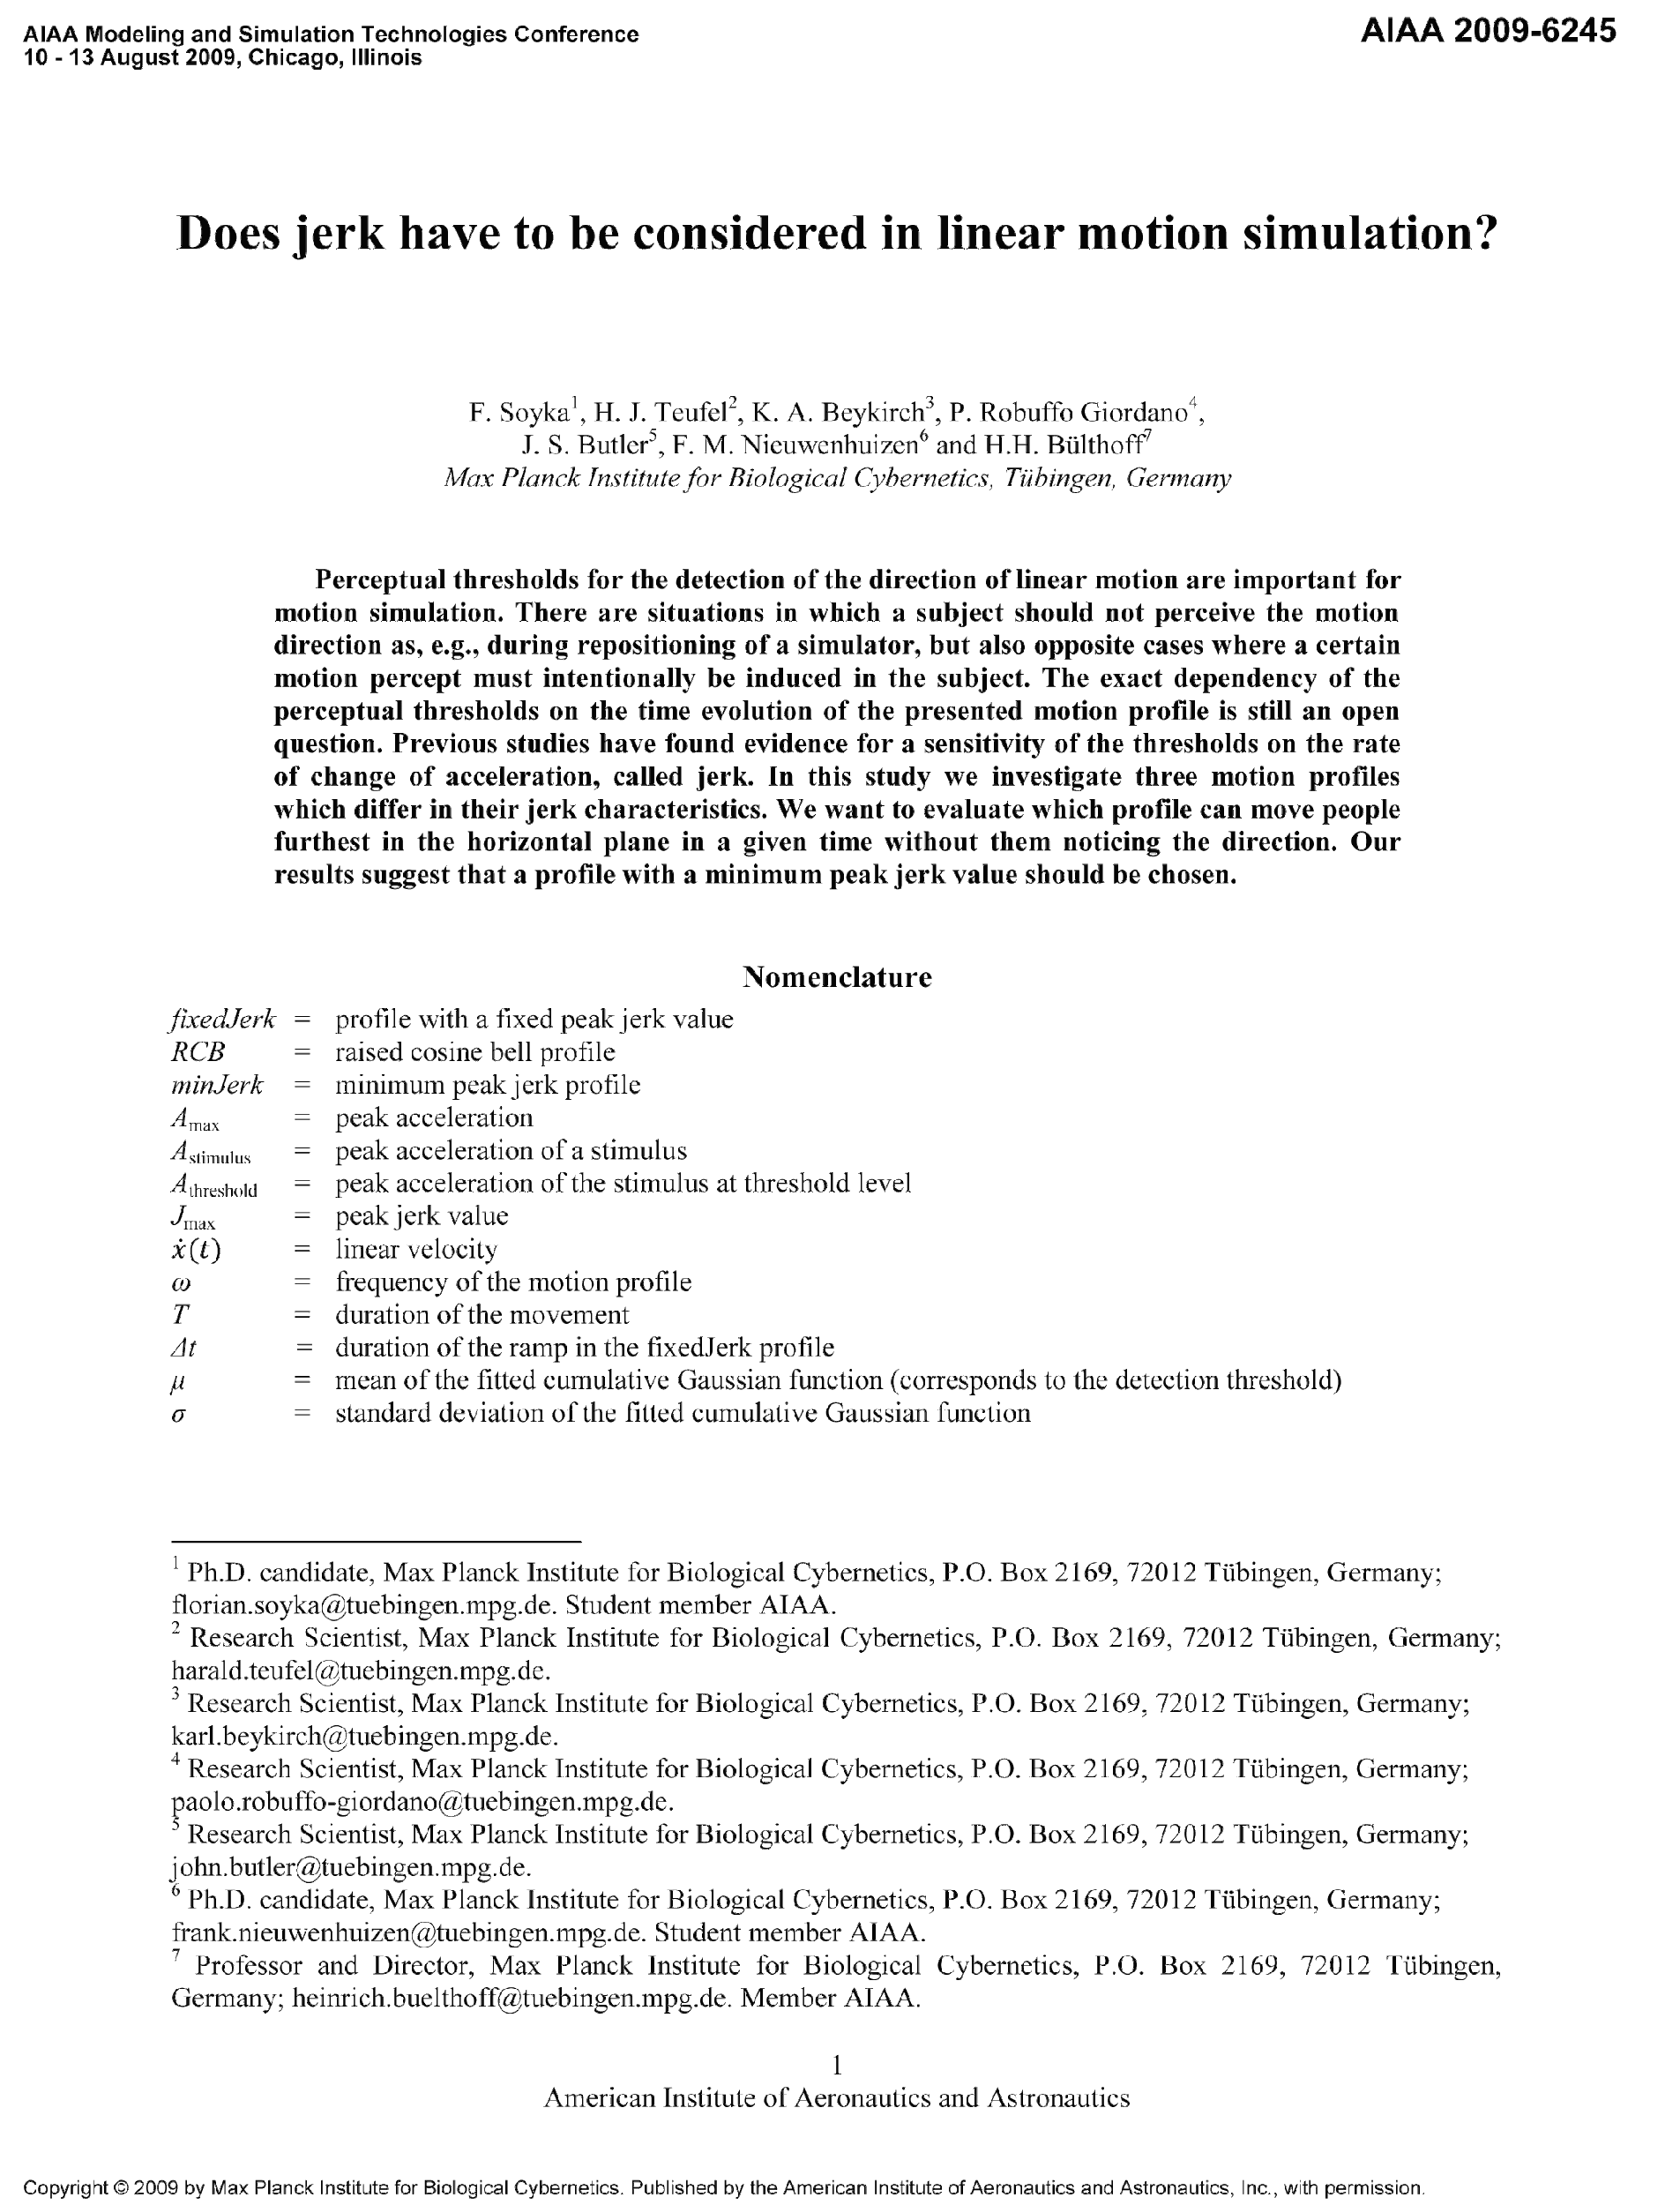 AIAA Modeling and Simulation Technologies Conference
10 - 13 August 2009, Chicago, Illinois
AIAA 2009-6245
Does jerk have to be considered in linear motion simulation?
F. Soyka1, H. J. Teufel2, K. A. Beykirch3, P. Robuffo Giordano4,
J. S. Butler5, F. M. Nieuwenhuizen6 and H.H. Bülthoff7
Max Planck Institute for Biological Cybernetics, Tübingen, Germany
Perceptual thresholds for the detection of the direction of linear motion are important for
motion simulation. There are situations in which a subject should not perceive the motion
direction as, e.g., during repositioning of a simulator, but also opposite cases where a certain
motion percept must intentionally be induced in the subject. The exact dependency of the
perceptual thresholds on the time evolution of the presented motion profile is still an open
question. Previous studies have found evidence for a sensitivity of the thresholds on the rate
of change of acceleration, called jerk. In this study we investigate three motion profiles
which differ in their jerk characteristics. We want to evaluate which profile can move people
furthest in the horizontal plane in a given time without them noticing the direction. Our
results suggest that a profile with a minimum peak jerk value should be chosen.
Nomenclature
fixedJerk = profile with a fixed peak jerk value
RCB = raised cosine bell profile
minJerk = minimum peak jerk profile
Amax = peak acceleration
Astimulus = peak acceleration of a stimulus
Athreshold = peak acceleration of the stimulus at threshold level
Jmax = peak jerk value
ẋ(t) = linear velocity
ω = frequency of the motion profile
T = duration of the movement
Δt = duration of the ramp in the fixedJerk profile
μ = mean of the fitted cumulative Gaussian function (corresponds to the detection threshold)
σ = standard deviation of the fitted cumulative Gaussian function
1 Ph.D. candidate, Max Planck Institute for Biological Cybernetics, P.O. Box 2169, 72012 Tübingen, Germany;
florian.soyka@tuebingen.mpg.de. Student member AIAA.
2 Research Scientist, Max Planck Institute for Biological Cybernetics, P.O. Box 2169, 72012 Tübingen, Germany;
harald.teufel@tuebingen.mpg.de.
3 Research Scientist, Max Planck Institute for Biological Cybernetics, P.O. Box 2169, 72012 Tübingen, Germany;
karl.beykirch@tuebingen.mpg.de.
4 Research Scientist, Max Planck Institute for Biological Cybernetics, P.O. Box 2169, 72012 Tübingen, Germany;
paolo.robuffo-giordano@tuebingen.mpg.de.
5 Research Scientist, Max Planck Institute for Biological Cybernetics, P.O. Box 2169, 72012 Tübingen, Germany;
john.butler@tuebingen.mpg.de.
6 Ph.D. candidate, Max Planck Institute for Biological Cybernetics, P.O. Box 2169, 72012 Tübingen, Germany;
frank.nieuwenhuizen@tuebingen.mpg.de. Student member AIAA.
7 Professor and Director, Max Planck Institute for Biological Cybernetics, P.O. Box 2169, 72012 Tübingen,
Germany; heinrich.buelthoff@tuebingen.mpg.de. Member AIAA.
1
American Institute of Aeronautics and Astronautics
Copyright © 2009 by Max Planck Institute for Biological Cybernetics. Published by the American Institute of Aeronautics and Astronautics, Inc., with permission.